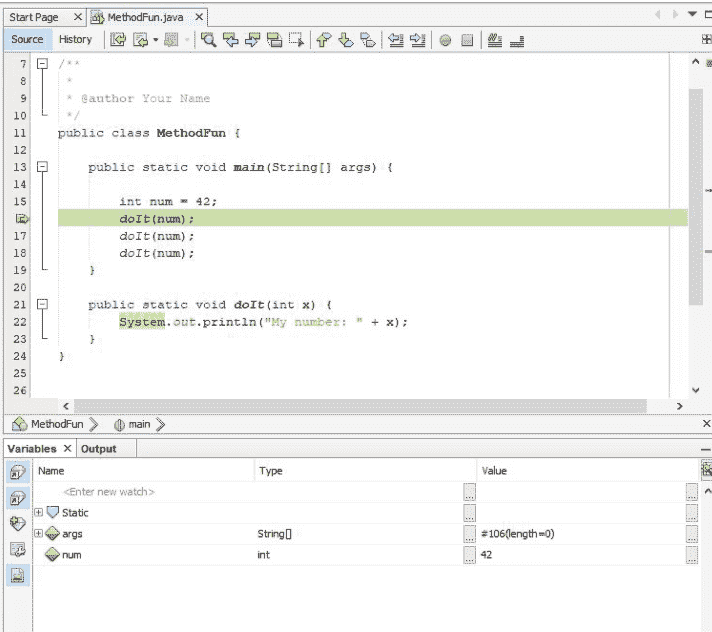 Start Page × MethodFun.java ×
Source History
7 /**
8 *
9 * @author Your Name
10 */
11 public class MethodFun {
12
13 public static void main(String[] args) {
14
15 int num = 42;
doIt(num);
17 doIt(num);
18 doIt(num);
19 }
20
21 public static void doIt(int x) {
22 System.out.println("My number: " + x);
23 }
24 }
25
26
MethodFun main
Variables × Output
Name Type Value
<Enter new watch> ... ...
Static ... ...
args String[] ... #106(length=0) ...
num int ... 42 ...